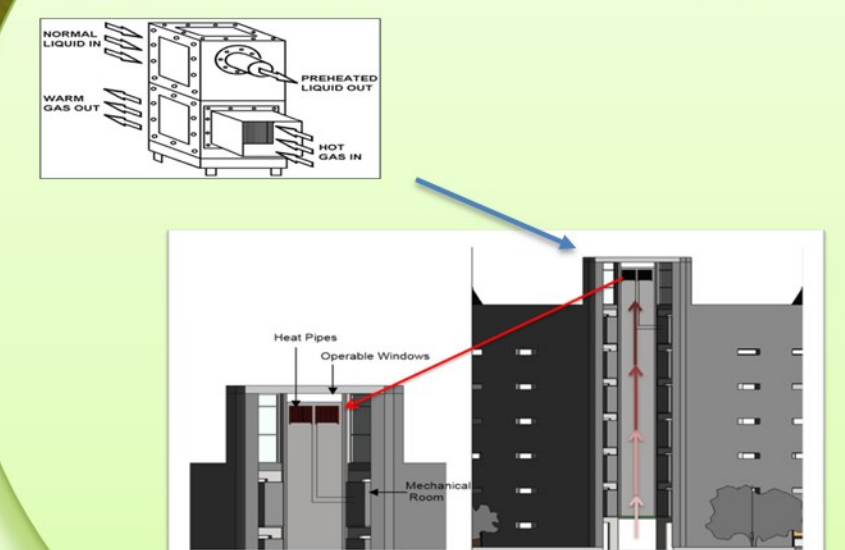 NORMAL
LIQUID IN
PREHEATED
LIQUID OUT
WARM
GAS OUT
HOT
GAS IN
Heat Pipes
Operable Windows
Mechanical
Room